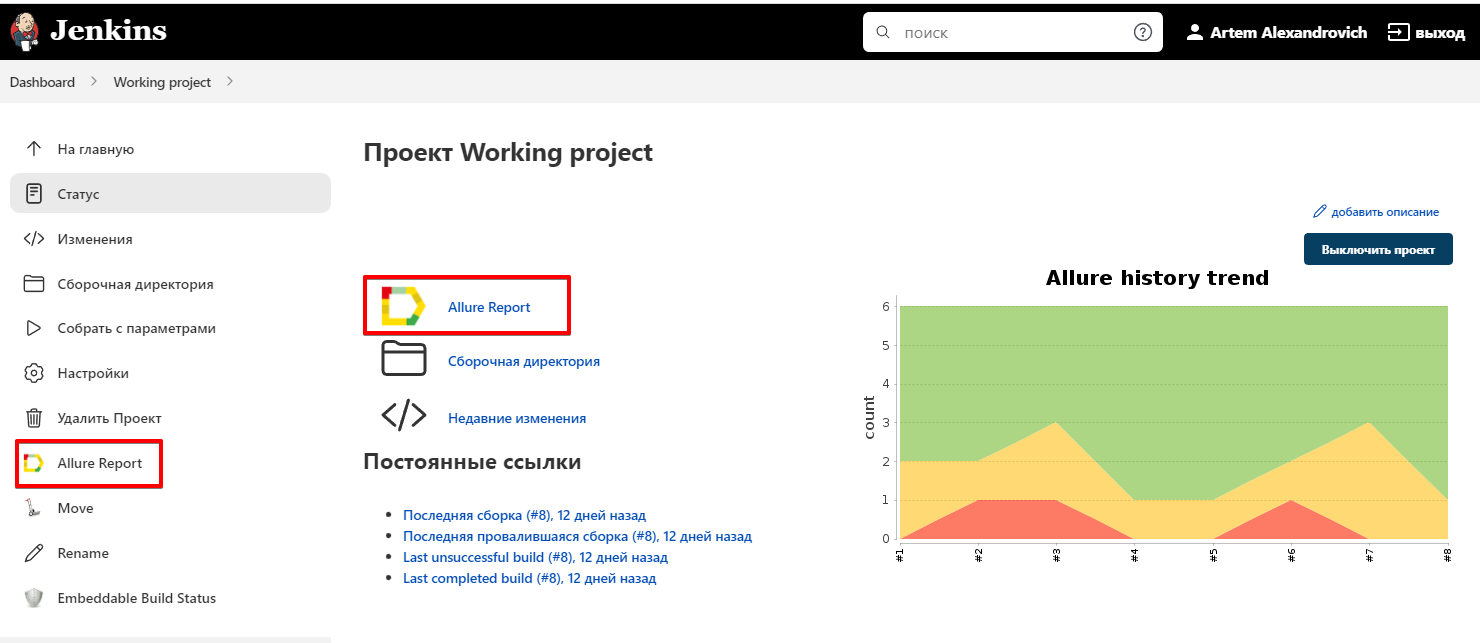 Jenkins
поиск
Artem Alexandrovich
выход
Dashboard
Working project
На главную
Статус
Изменения
Сборочная директория
Собрать с параметрами
Настройки
Удалить Проект
Allure Report
Move
Rename
Embeddable Build Status
Проект Working project
добавить описание
Выключить проект
Allure Report
Сборочная директория
Недавние изменения
Постоянные ссылки
Последняя сборка (#8), 12 дней назад
Последняя провалившаяся сборка (#8), 12 дней назад
Last unsuccessful build (#8), 12 дней назад
Last completed build (#8), 12 дней назад
Allure history trend
count
6
5
4
3
2
1
0
#1
#2
#3
#4
#5
#6
#7
#8